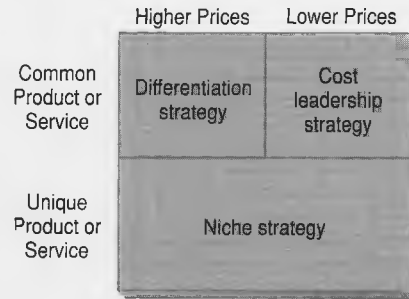 Higher Prices Lower Prices
Common
Product or
Service
Differentiation
strategy
Cost
leadership
strategy
Unique
Product or
Service
Niche strategy